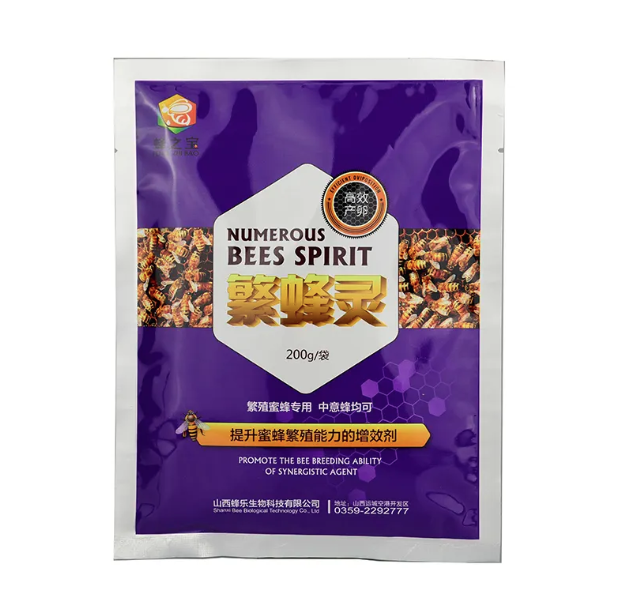 之宝
EFFICIENT OVIPOSITION
高效
产卵
NUMEROUS
BEES SPIRIT
繁蜂灵
200g/袋
繁殖蜜蜂专用 中意蜂均可
提升蜜蜂繁殖能力的增效剂
PROMOTE THE BEE BREEDING ABILITY
OF SYNERGISTIC AGENT
山西蜂乐生物科技有限公司
Shanxi Bee Biological Technology Co., Ltd
地址：山西运城空港开发区
0359-2292777